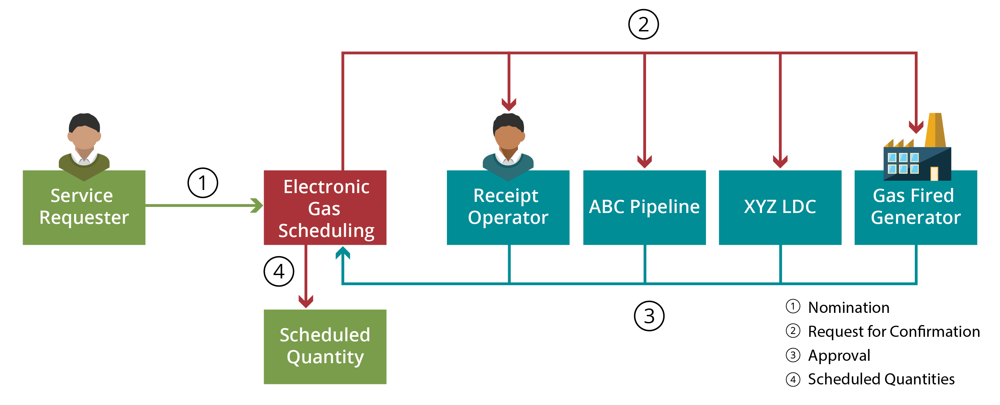 2
1
Service
Requester
Electronic
Gas
Scheduling
Receipt
Operator
ABC Pipeline
XYZ LDC
Gas Fired
Generator
4
3
Scheduled
Quantity
1 Nomination
2 Request for Confirmation
3 Approval
4 Scheduled Quantities